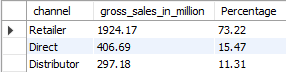 channel gross_sales_in_million Percentage
Retailer 1924.17 73.22
Direct 406.69 15.47
Distributor 297.18 11.31